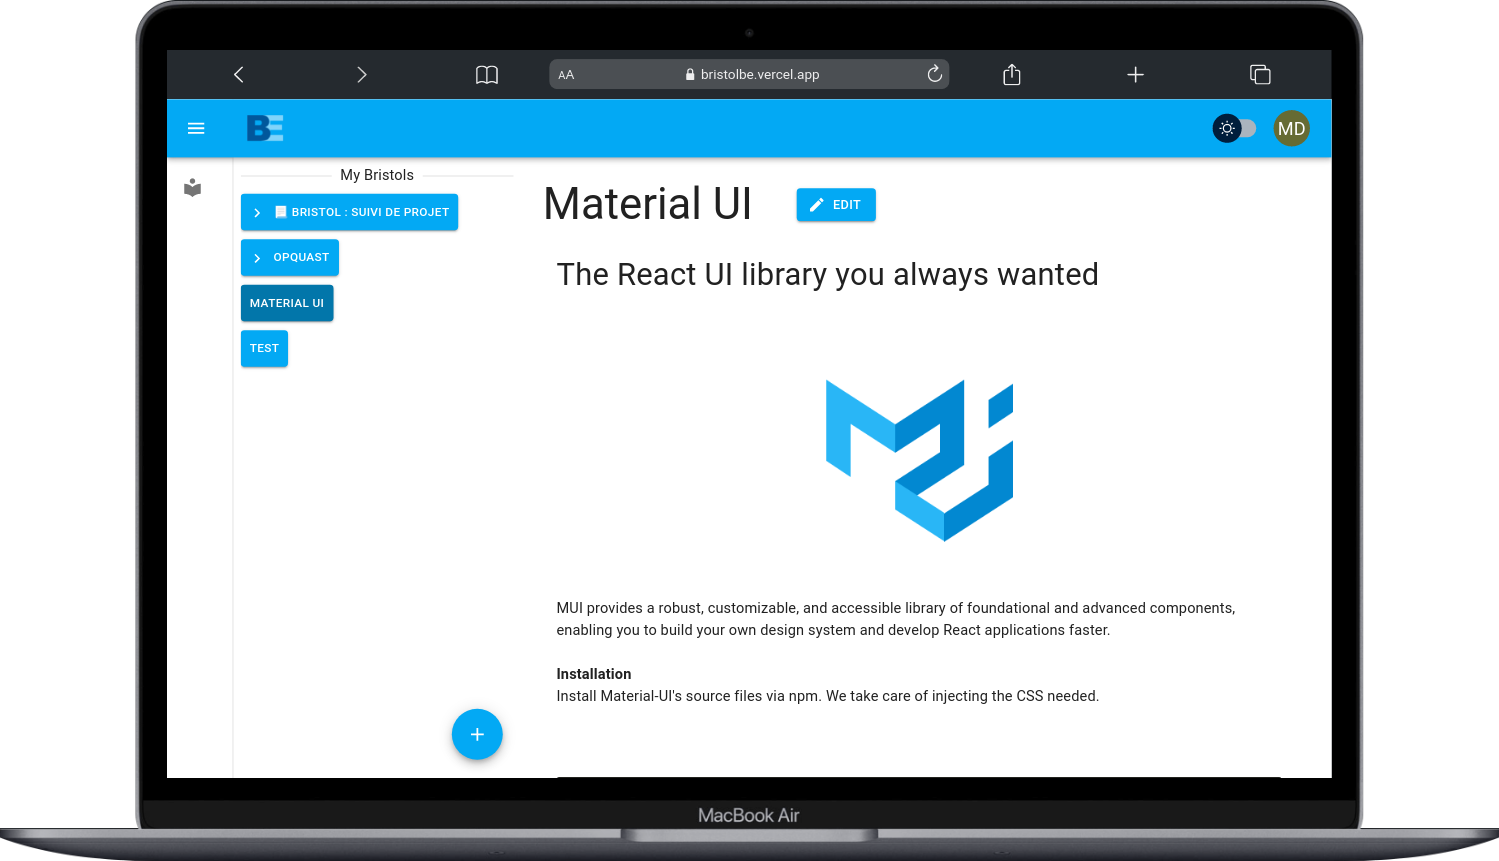 AA
bristolbe.vercel.app
BE
MD
My Bristols
BRISTOL : SUIVI DE PROJET
OPQUAST
MATERIAL UI
TEST
Material UI
EDIT
The React UI library you always wanted
MUI provides a robust, customizable, and accessible library of foundational and advanced components,
enabling you to build your own design system and develop React applications faster.
Installation
Install Material-UI's source files via npm. We take care of injecting the CSS needed.
MacBook Air